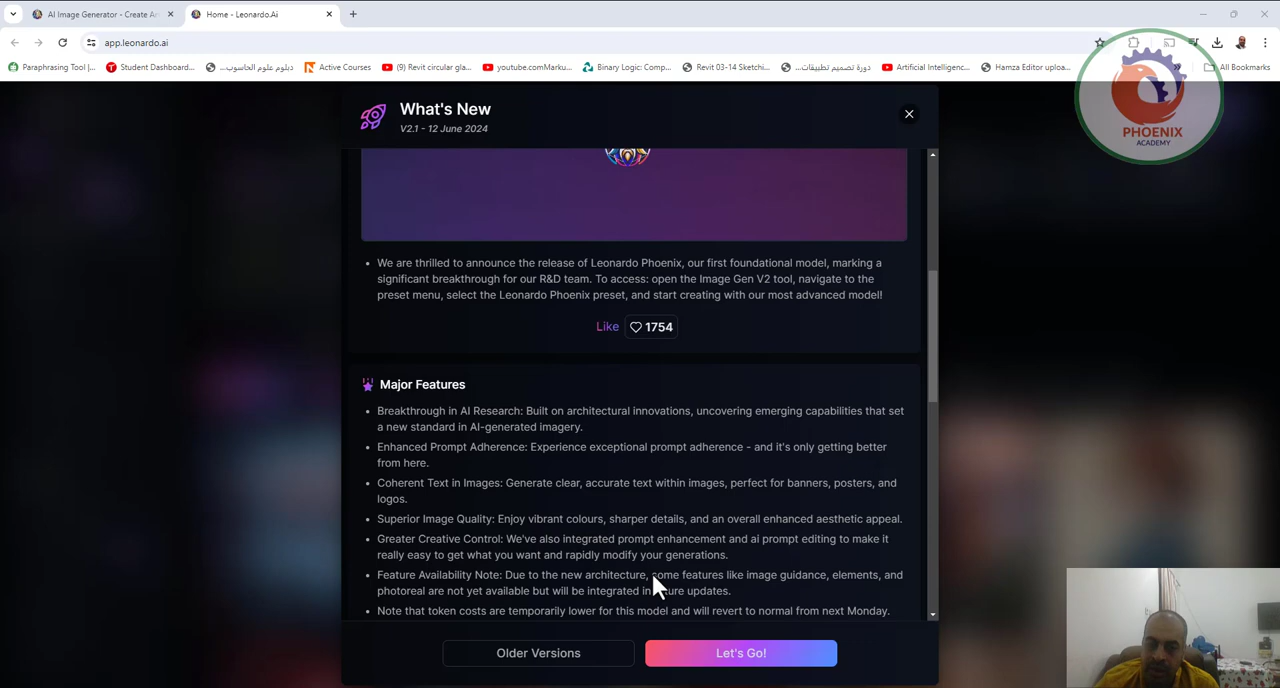 AI Image Generator - Create Ar
Home - Leonardo.Ai
app.leonardo.ai
Paraphrasing Tool |...
Student Dashboard...
دبلوم علوم الحاسوب...
Active Courses
(9) Revit cutar gla...
youtube.comMarku...
Binary Logic: Comp...
Revit 03-14 Sketchi...
دورة تصميم تطبيقات...
Artificial Intelligenc...
Hamza Editor uploa...
All Bookmarks
PHOENIX
ACADEMY
What's New
V2.1 - 12 June 2024
• We are thrilled to announce the release of Leonardo Phoenix, our first foundational model, marking a
significant breakthrough for our R&D team. To access: open the Image Gen V2 tool, navigate to the
preset menu, select the Leonardo Phoenix preset, and start creating with our most advanced model!
Like 1754
Major Features
• Breakthrough in AI Research: Built on architectural innovations, uncovering emerging capabilities that set
a new standard in AI-generated imagery.
• Enhanced Prompt Adherence: Experience exceptional prompt adherence - and it's only getting better
from here.
• Coherent Text in Images: Generate clear, accurate text within images, perfect for banners, posters, and
logos.
• Superior Image Quality: Enjoy vibrant colours, sharper details, and an overall enhanced aesthetic appeal.
• Greater Creative Control: We've also integrated prompt enhancement and ai prompt editing to make it
really easy to get what you want and rapidly modify your generations.
• Feature Availability Note: Due to the new architecture, some features like image guidance, elements, and
photoreal are not yet available but will be integrated in updates.
• Note that token costs are temporarily lower for this model and will revert to normal from next Monday.
Older Versions
Let's Go!